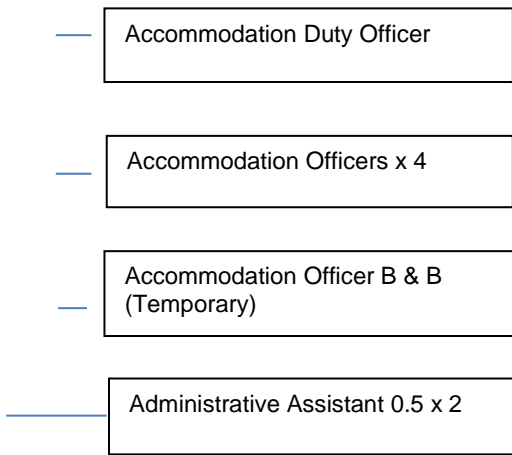 Accommodation Duty Officer
Accommodation Officers x 4
Accommodation Officer B & B
(Temporary)
Administrative Assistant 0.5 x 2